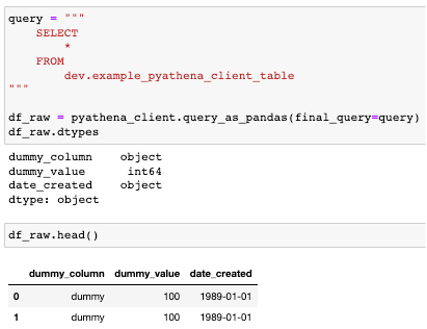 query = """
    SELECT
        *
    FROM
        dev.example_pyathena_client_table
"""
df_raw = pyathena_client.query_as_pandas(final_query=query)
df_raw.dtypes
dummy_column    object
dummy_value      int64
date_created    object
dtype: object
df_raw.head()
dummy_column dummy_value date_created
0 dummy 100 1989-01-01
1 dummy 100 1989-01-01